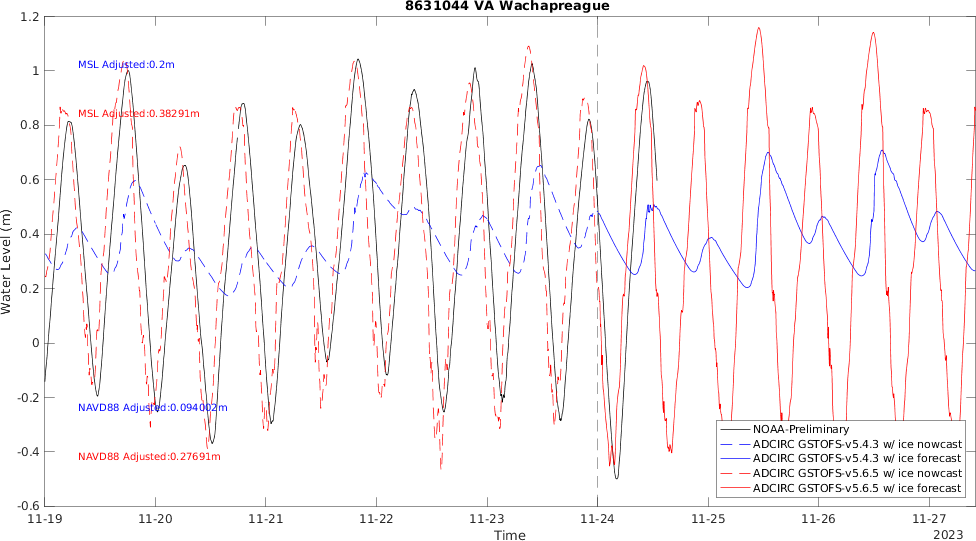 8631044 VA Wachapreague
1.2
1
0.8
0.6
0.4
0.2
0
-0.2
-0.4
-0.6
Water Level (m)
MSL Adjusted:0.2m
MSL Adjusted:0.38291m
NAVD88 Adjusted:0.094002m
NAVD88 Adjusted:0.27691m
NOAA-Preliminary
ADCIRC GSTOFS-v5.4.3 w/ ice nowcast
ADCIRC GSTOFS-v5.4.3 w/ ice forecast
ADCIRC GSTOFS-v5.6.5 w/ ice nowcast
ADCIRC GSTOFS-v5.6.5 w/ ice forecast
11-19 11-20 11-21 11-22 11-23 11-24 11-25 11-26 11-27
Time
2023